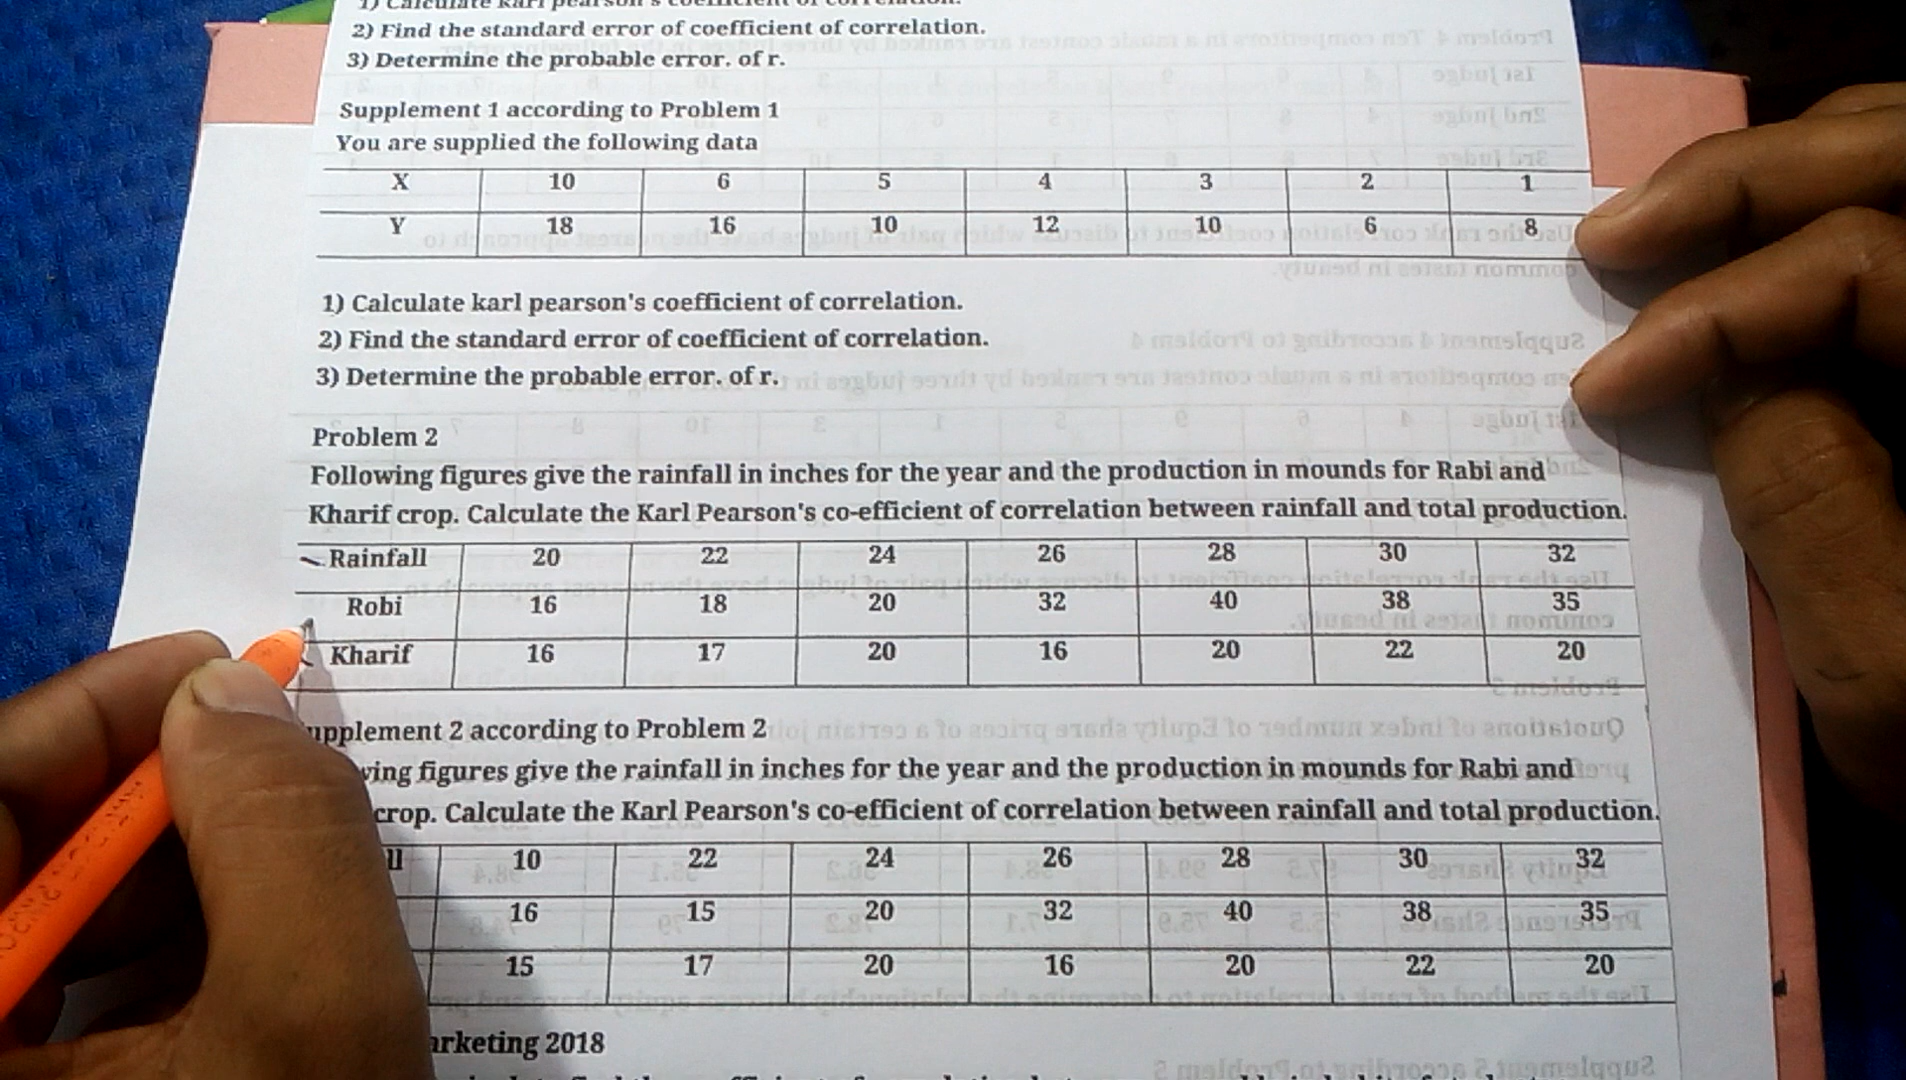 1) Calculate karl pearson's coefficient of correlation.
2) Find the standard error of coefficient of correlation.
3) Determine the probable error. of r.
Supplement 1 according to Problem 1
You are supplied the following data
X 10 6 5 4 3 2 1
Y 18 16 10 12 10 6 8
1) Calculate karl pearson's coefficient of correlation.
2) Find the standard error of coefficient of correlation.
3) Determine the probable error. of r.
Problem 2
Following figures give the rainfall in inches for the year and the production in mounds for Rabi and
Kharif crop. Calculate the Karl Pearson's co-efficient of correlation between rainfall and total production.
Rainfall 20 22 24 26 28 30 32
Robi 16 18 20 32 40 38 35
Kharif 16 17 20 16 20 22 20
upplement 2 according to Problem 2
ving figures give the rainfall in inches for the year and the production in mounds for Rabi and
crop. Calculate the Karl Pearson's co-efficient of correlation between rainfall and total production.
ll 10 22 24 26 28 30 32
16 15 20 32 40 38 35
15 17 20 16 20 22 20
arketing 2018